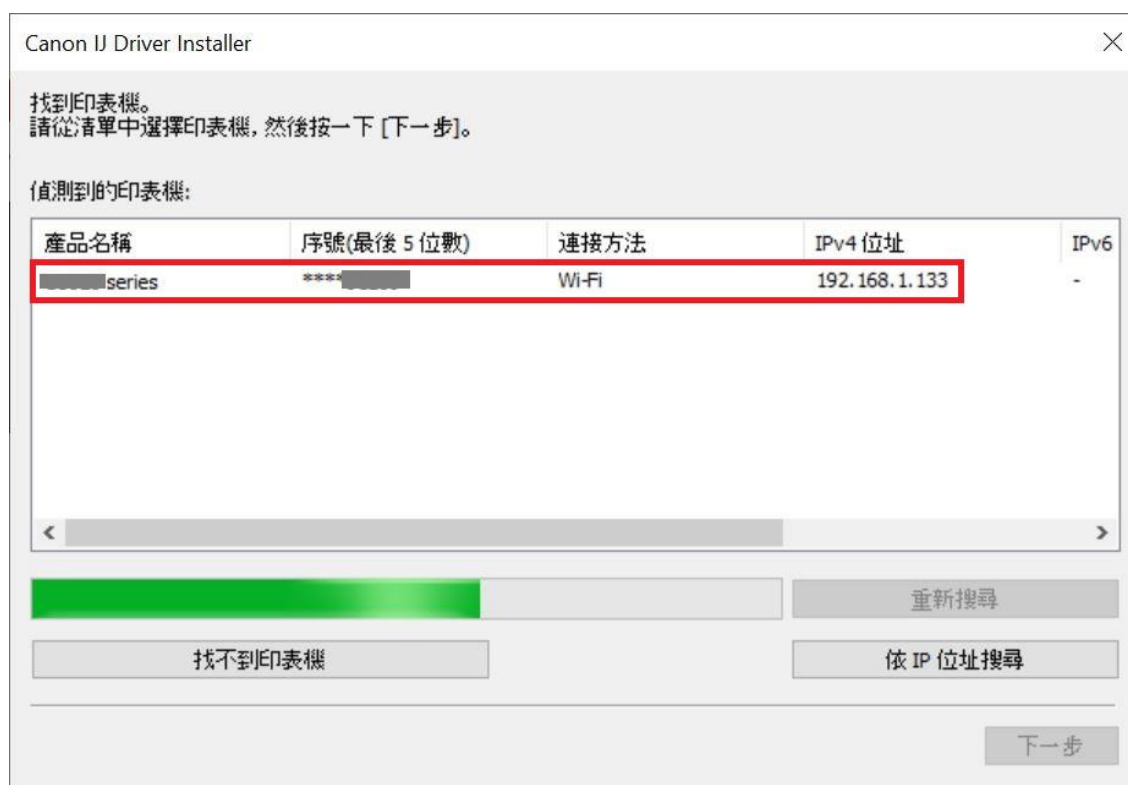 Canon IJ Driver Installer
找到印表機。
請從清單中選擇印表機, 然後按一下 [下一步]。
偵測到的印表機:
產品名稱 序號(最後 5 位數) 連接方法 IPv4 位址 IPv6
series **** Wi-Fi 192.168.1.133 -
重新搜尋
找不到印表機 依 IP 位址搜尋
下一步